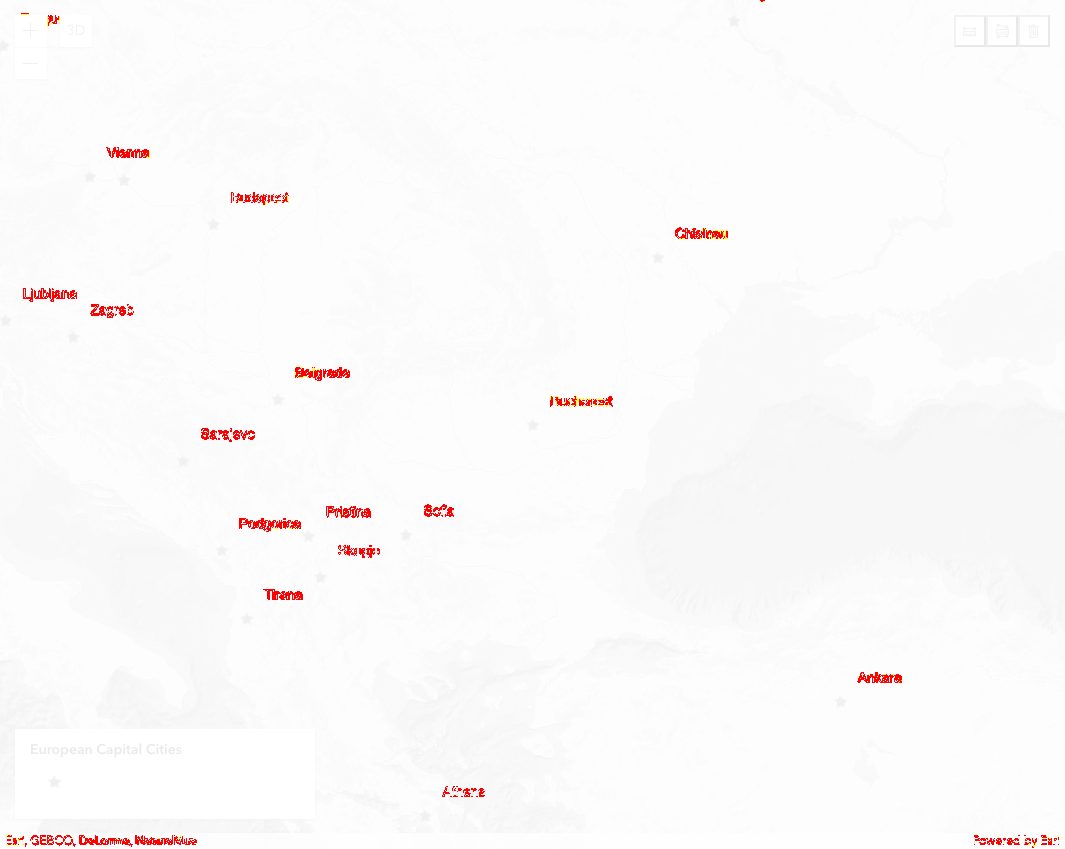 3D
Vienna
Budapest
Chisinau
Ljubljana
Zagreb
Belgrade
Bucharest
Sarajevo
Pristina
Sofia
Podgorica
Skopje
Tirana
Ankara
European Capital Cities
Athens
Esri, GEBCO, DeLorme, NaturalVue
Powered by Esri